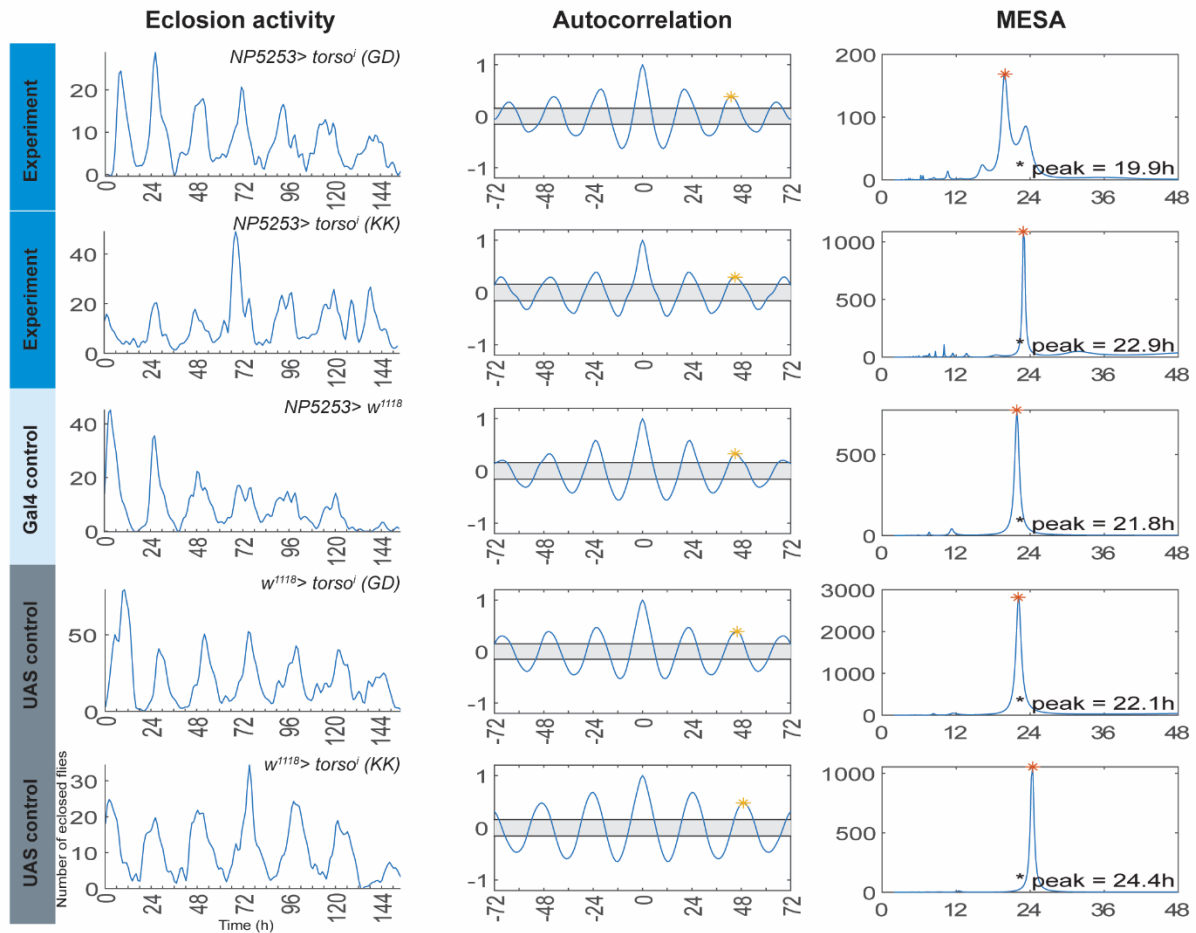 Eclosion activity
Autocorrelation
MESA
Experiment
NP5253> torsoⁱ (GD)
20
10
0
0 24 48 72 96 120 144
1
0
-1
-72 -48 -24 0 24 48 72
200
100
0
* peak = 19.9h
0 12 24 36 48
Experiment
NP5253> torsoⁱ (KK)
40
20
0
0 24 48 72 96 120 144
1
0
-1
-72 -48 -24 0 24 48 72
1000
500
0
* peak = 22.9h
0 12 24 36 48
Gal4 control
NP5253> w¹¹¹⁸
40
20
0
0 24 48 72 96 120 144
1
0
-1
-72 -48 -24 0 24 48 72
500
0
* peak = 21.8h
0 12 24 36 48
UAS control
w¹¹¹⁸> torsoⁱ (GD)
50
0
0 24 48 72 96 120 144
1
0
-1
-72 -48 -24 0 24 48 72
3000
2000
1000
0
* peak = 22.1h
0 12 24 36 48
UAS control
Number of eclosed flies
w¹¹¹⁸> torsoⁱ (KK)
30
20
10
0
0 24 48 72 96 120 144
Time (h)
1
0
-1
-72 -48 -24 0 24 48 72
1000
500
0
* peak = 24.4h
0 12 24 36 48